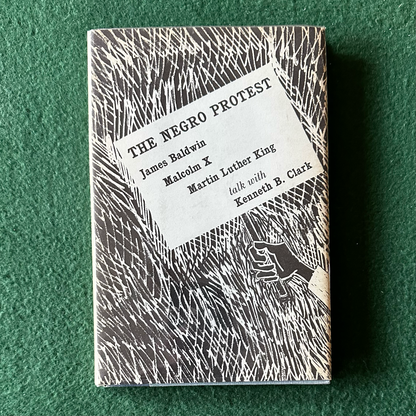 THE NEGRO PROTEST
James Baldwin
Malcolm X
Martin Luther King
talk with
Kenneth B. Clark